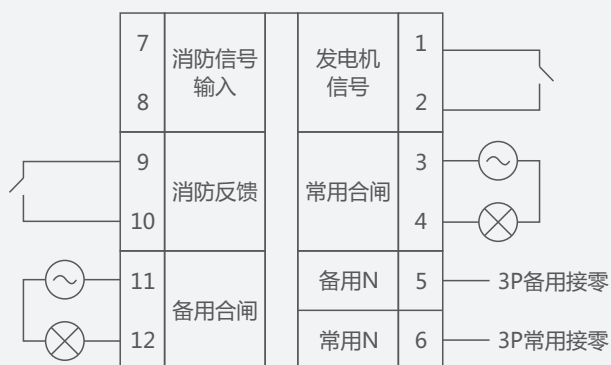 7
消防信号
输入
8
发电机
信号
1
2
9
消防反馈
10
常用合闸
3
4
11
备用合闸
12
备用N
5
3P备用接零
常用N
6
3P常用接零